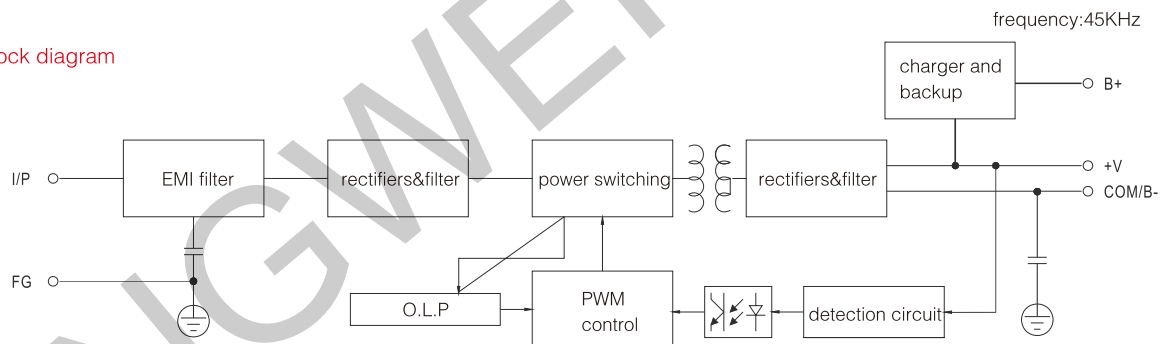 frequency:45KHz
ock diagram
charger and
backup
B+
I/P
EMI filter
rectifiers&filter
power switching
rectifiers&filter
+V
COM/B-
FG
O.L.P
PWM
control
detection circuit